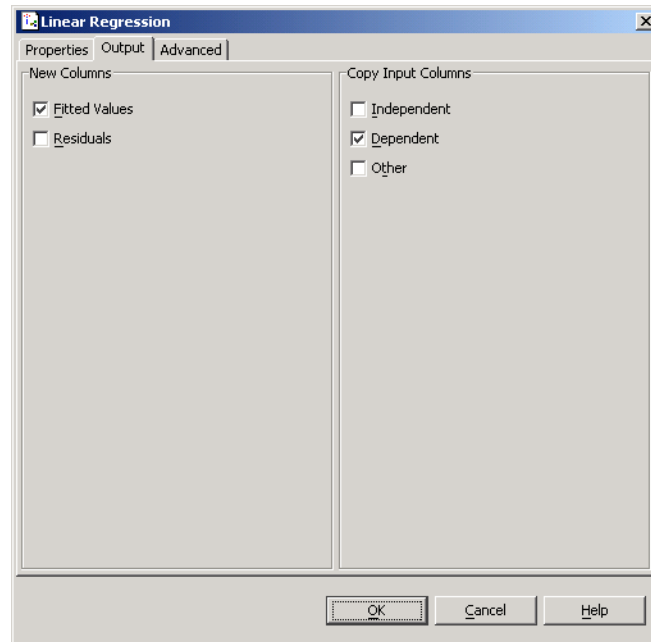 Linear Regression
Properties Output Advanced
New Columns
Fitted Values
Residuals
Copy Input Columns
Independent
Dependent
Other
OK Cancel Help